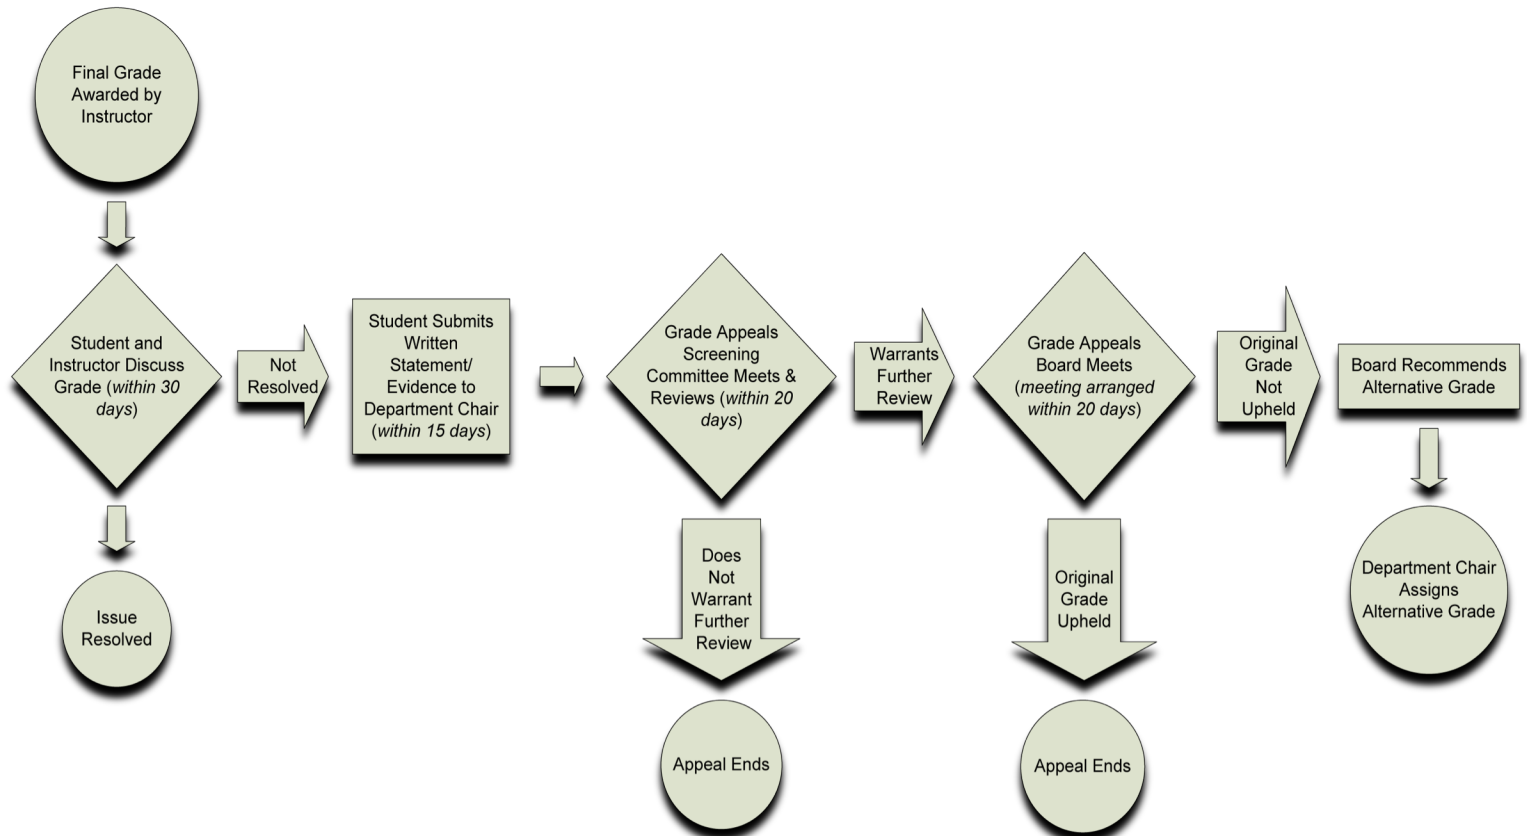 Final Grade
Awarded by
Instructor
Student and
Instructor Discuss
Grade (within 30
days)
Not
Resolved
Issue
Resolved
Student Submits
Written
Statement/
Evidence to
Department Chair
(within 15 days)
Grade Appeals
Screening
Committee Meets &
Reviews (within 20
days)
Does
Not
Warrant
Further
Review
Appeal Ends
Warrants
Further
Review
Grade Appeals
Board Meets
(meeting arranged
within 20 days)
Original
Grade
Upheld
Appeal Ends
Original
Grade
Not
Upheld
Board Recommends
Alternative Grade
Department Chair
Assigns
Alternative Grade